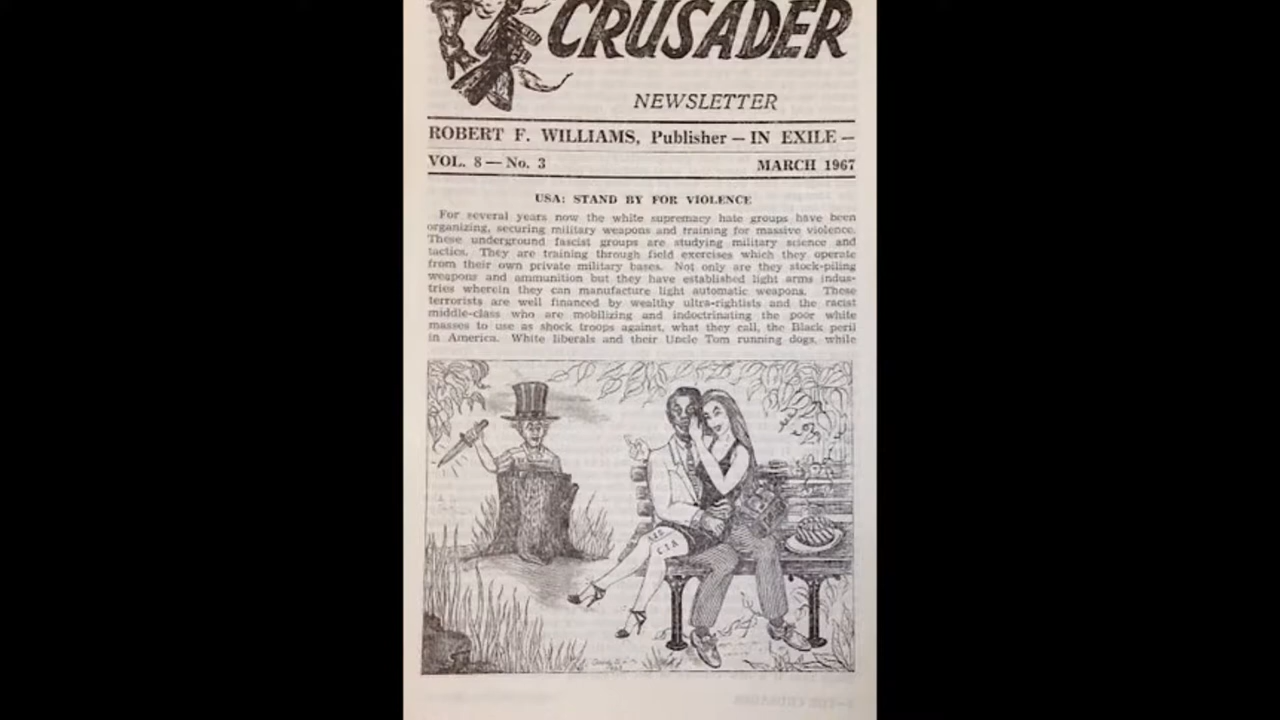 CRUSADER
NEWSLETTER
ROBERT F. WILLIAMS, Publisher — IN EXILE —
VOL. 8 — No. 3 MARCH 1967
USA: STAND BY FOR VIOLENCE
For several years now the white supremacy hate groups have been
organizing, securing military weapons and training for massive violence.
These underground fascist groups are studying military science and
tactics. They are training through field exercises which they operate
from their own private military bases. Not only are they stock-piling
weapons and ammunition but they have established light arms indus-
tries wherein they can manufacture light automatic weapons. These
terrorists are well financed by wealthy ultra-rightists and the racist
middle-class who are mobilizing and indoctrinating the poor white
masses to use as shock troops against, what they call, the Black peril
in America. White liberals and their Uncle Tom running dogs, while
U.S.
C.I.A